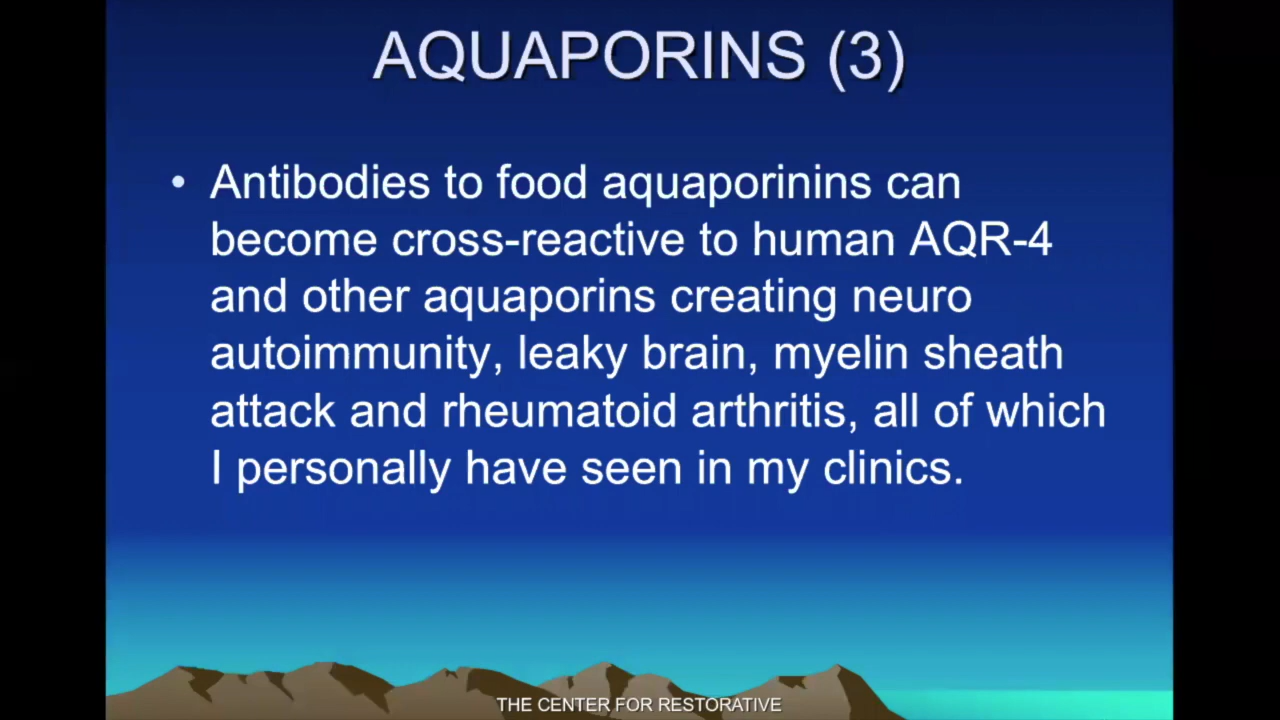 AQUAPORINS (3)
• Antibodies to food aquaporinins can
become cross-reactive to human AQR-4
and other aquaporins creating neuro
autoimmunity, leaky brain, myelin sheath
attack and rheumatoid arthritis, all of which
I personally have seen in my clinics.
THE CENTER FOR RESTORATIVE